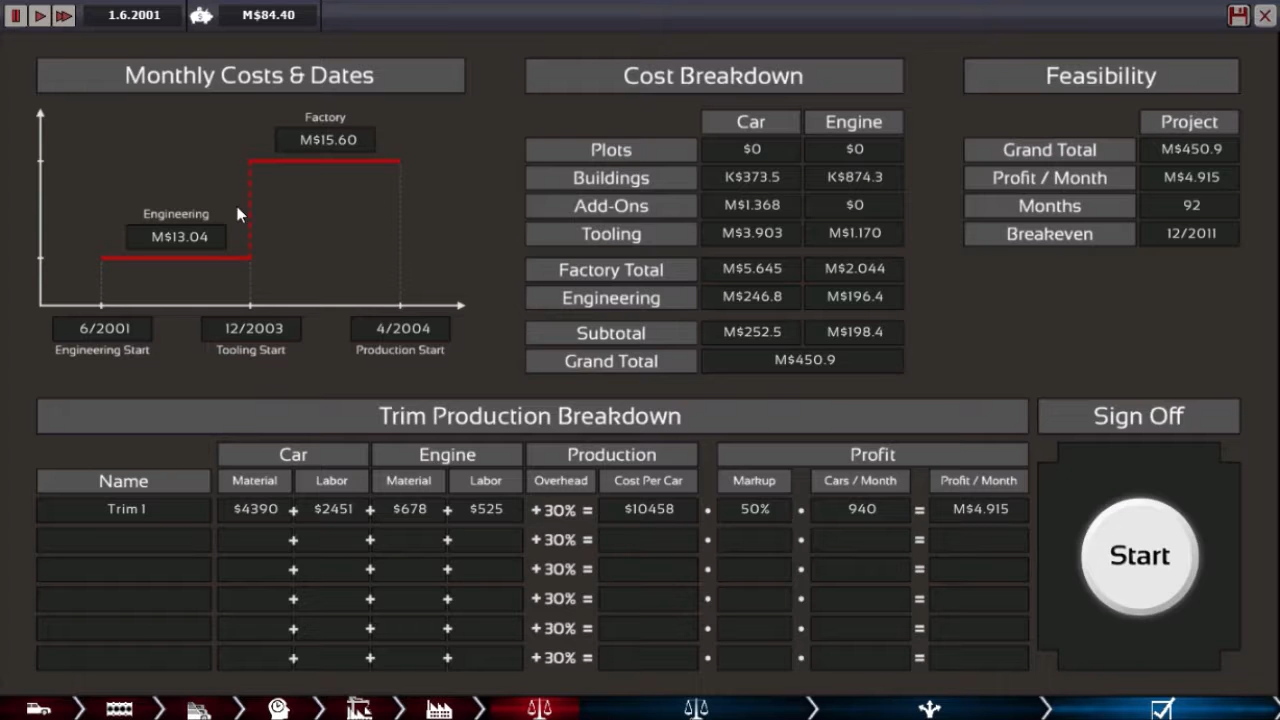 1.6.2001 M$84.40
Monthly Costs & Dates
Factory
M$15.60
Engineering
M$13.04
6/2001 12/2003 4/2004
Engineering Start Tooling Start Production Start
Cost Breakdown
Car Engine
Plots $0 $0
Buildings K$373.5 K$874.3
Add-Ons M$1.368 $0
Tooling M$3.903 M$1.170
Factory Total M$5.645 M$2.044
Engineering M$246.8 M$196.4
Subtotal M$252.5 M$198.4
Grand Total M$450.9
Feasibility
Project
Grand Total M$450.9
Profit / Month M$4.915
Months 92
Breakeven 12/2011
Trim Production Breakdown
Car Engine Production Profit
Name Material Labor Material Labor Overhead Cost Per Car Markup Cars / Month Profit / Month
Trim 1 $4390 + $2451 + $678 + $525 +30% = $10458 • 50% • 940 = M$4.915
+ + + +30% = • • =
+ + + +30% = • • =
+ + + +30% = • • =
+ + + +30% = • • =
+ + + +30% = • • =
Sign Off
Start